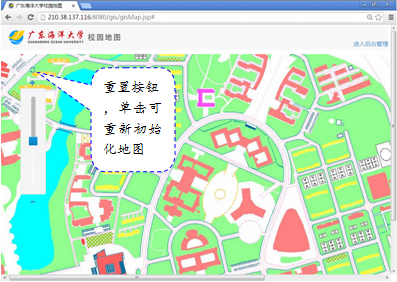 广东海洋大学校园地图
210.38.137.116:8080/gis/gisMap.jsp#
广东海洋大学 校园地图
GUANGDONG OCEAN UNIVERSITY
进入后台管理
重置按钮
，单击可
重新初始
化地图